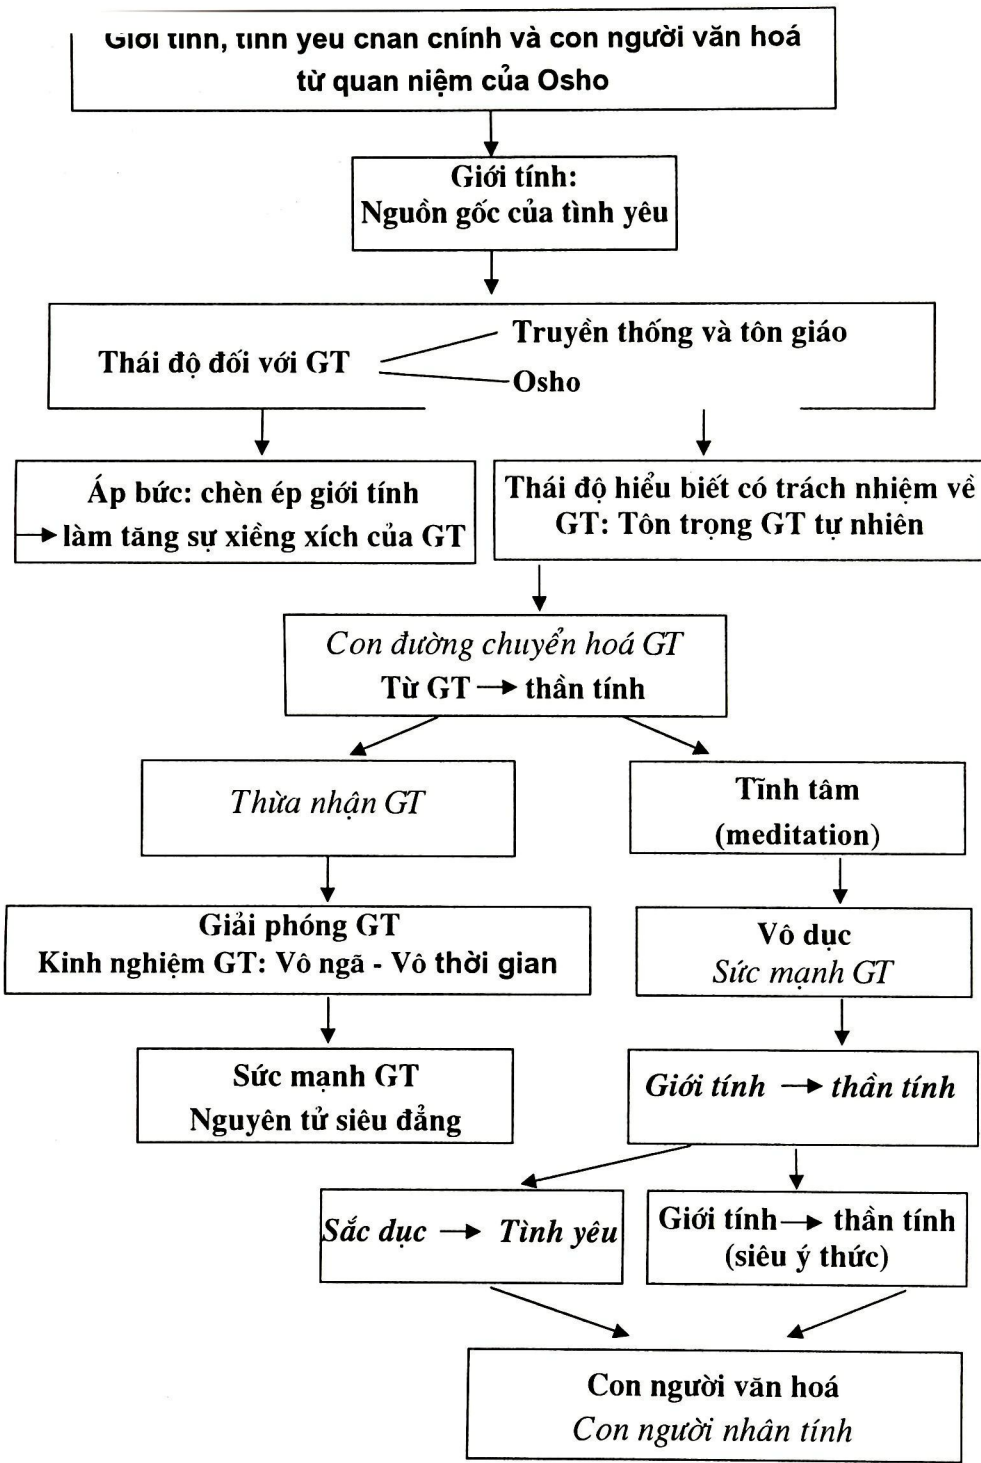 Giới tính, tình yêu chân chính và con người văn hoá
từ quan niệm của Osho
Giới tính:
Nguồn gốc của tình yêu
Thái độ đối với GT
Truyền thống và tôn giáo
Osho
Áp bức: chèn ép giới tính
→ làm tăng sự xiềng xích của GT
Thái độ hiểu biết có trách nhiệm về
GT: Tôn trọng GT tự nhiên
Con đường chuyển hoá GT
Từ GT → thần tính
Thừa nhận GT
Tĩnh tâm
(meditation)
Giải phóng GT
Kinh nghiệm GT: Vô ngã - Vô thời gian
Vô dục
Sức mạnh GT
Sức mạnh GT
Nguyên tử siêu đẳng
Giới tính → thần tính
Sắc dục → Tình yêu
Giới tính → thần tính
(siêu ý thức)
Con người văn hoá
Con người nhân tính